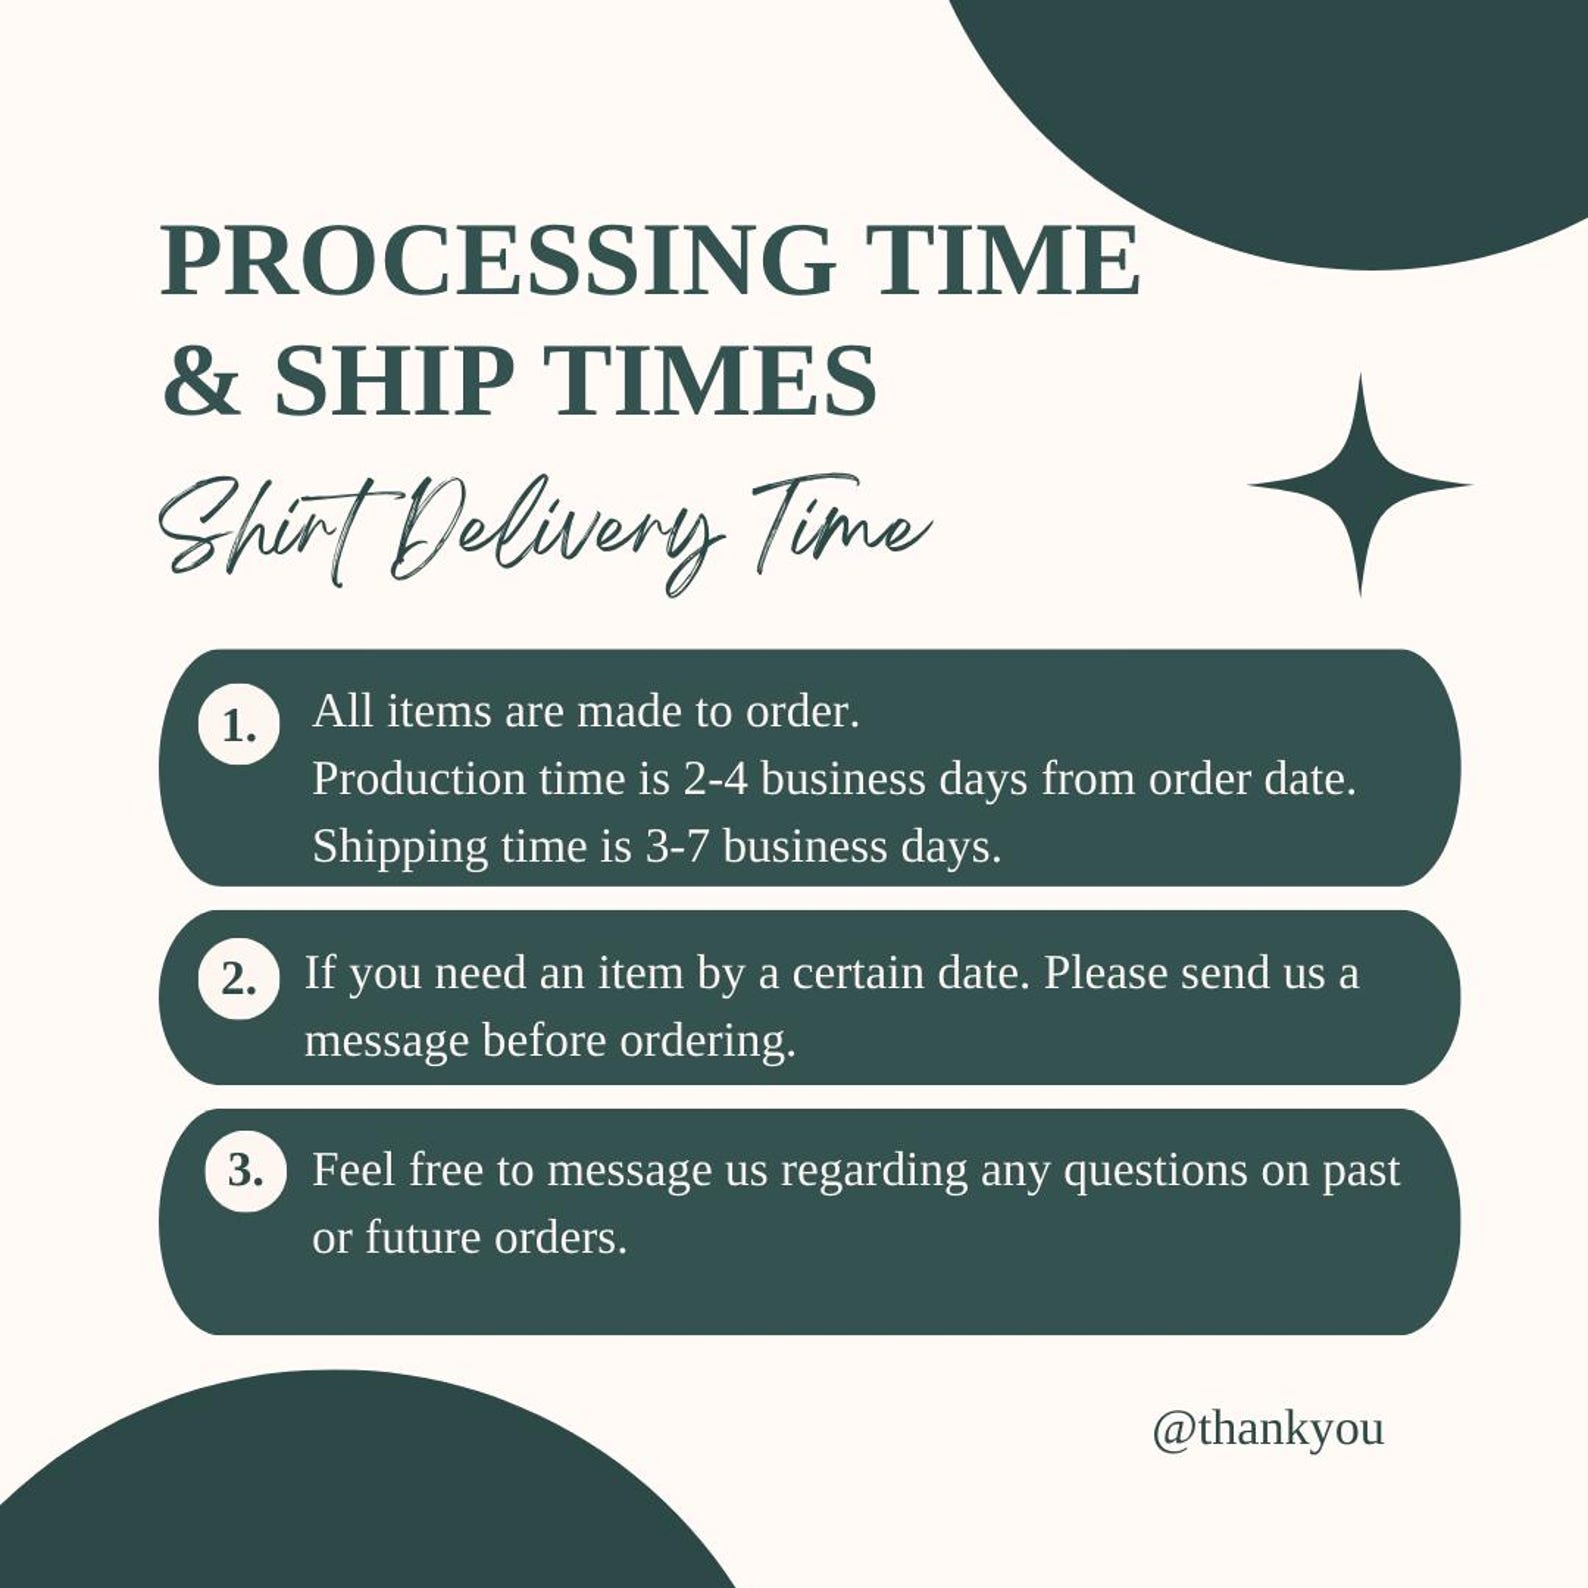 PROCESSING TIME
& SHIP TIMES
Shirt Delivery Time
1. All items are made to order.
Production time is 2-4 business days from order date.
Shipping time is 3-7 business days.
2. If you need an item by a certain date. Please send us a
message before ordering.
3. Feel free to message us regarding any questions on past
or future orders.
@thankyou